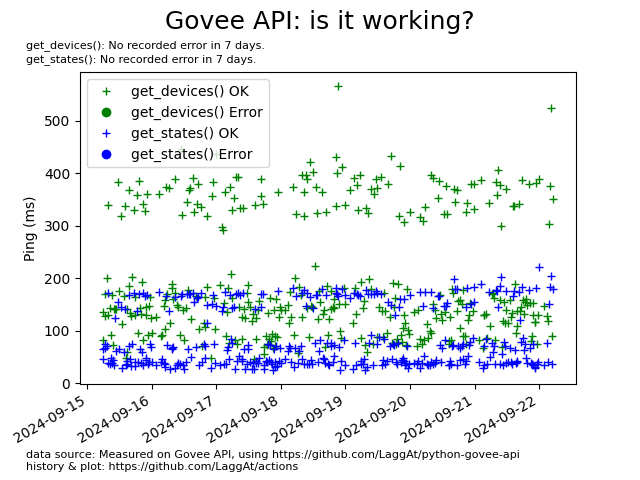 Govee API: is it working?
get_devices(): No recorded error in 7 days.
get_states(): No recorded error in 7 days.
get_devices() OK
get_devices() Error
get_states() OK
get_states() Error
Ping (ms)
500
400
300
200
100
0
2024-09-15
2024-09-16
2024-09-17
2024-09-18
2024-09-19
2024-09-20
2024-09-21
2024-09-22
data source: Measured on Govee API, using https://github.com/LaggAt/python-govee-api
history & plot: https://github.com/LaggAt/actions